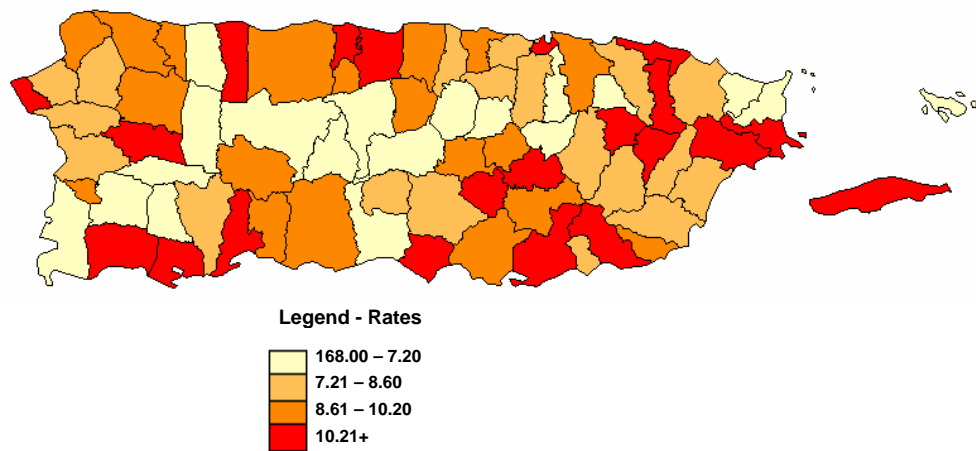 Legend - Rates
168.00 – 7.20
7.21 – 8.60
8.61 – 10.20
10.21+